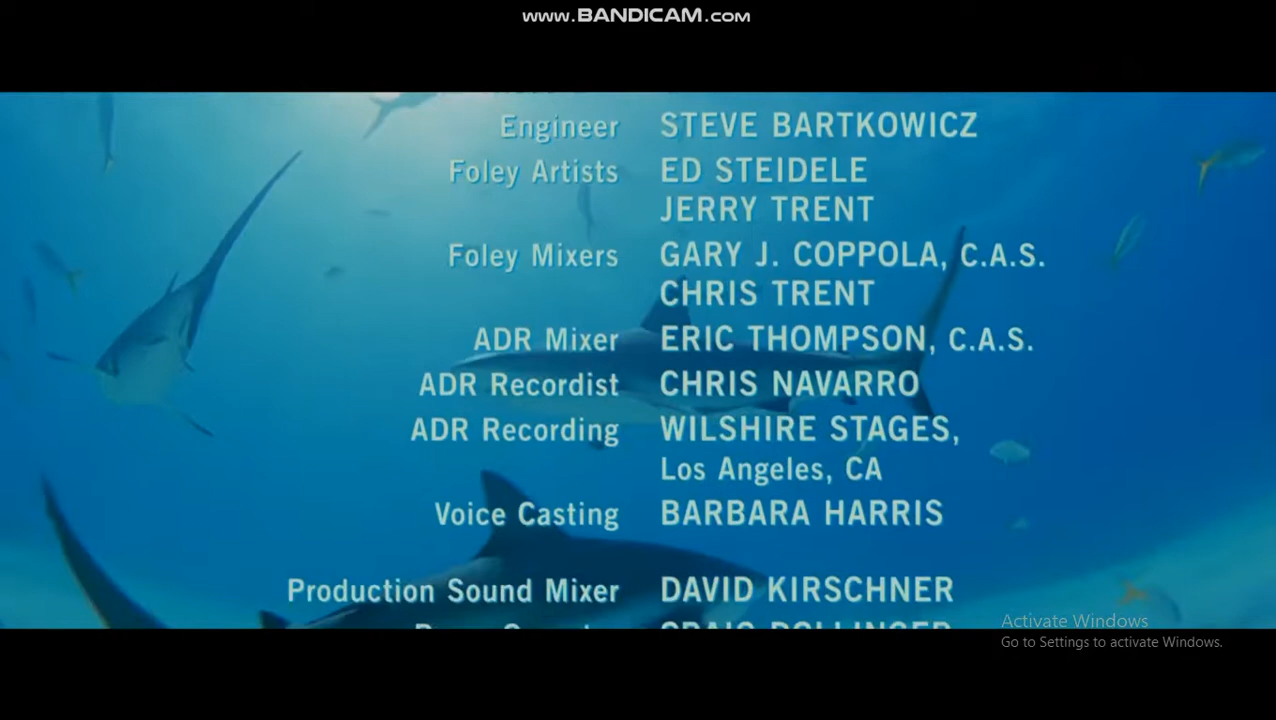 www.BANDICAM.com
Engineer STEVE BARTKOWICZ
Foley Artists ED STEIDELE
JERRY TRENT
Foley Mixers GARY J. COPPOLA, C.A.S.
CHRIS TRENT
ADR Mixer ERIC THOMPSON, C.A.S.
ADR Recordist CHRIS NAVARRO
ADR Recording WILSHIRE STAGES,
Los Angeles, CA
Voice Casting BARBARA HARRIS
Production Sound Mixer DAVID KIRSCHNER
Activate Windows
Go to Settings to activate Windows.